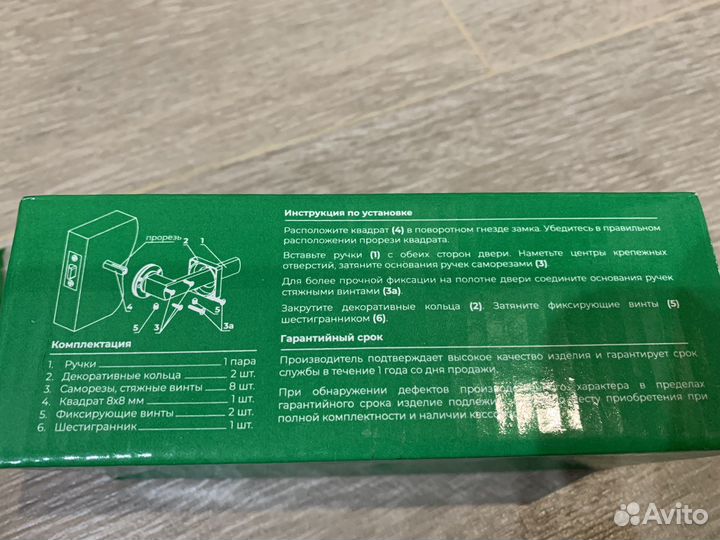 Инструкция по установке
Расположите квадрат (4) в поворотном гнезде замка. Убедитесь в правильном
расположении прорези квадрата.
Вставьте ручки (1) с обеих сторон двери. Наметьте центры крепежных
отверстий, затяните основания ручек саморезами (3).
Для более прочной фиксации на полотне двери соедините основания ручек
стяжными винтами (3а).
Закрутите декоративные кольца (2). Затяните фиксирующие винты (5)
шестигранником (6).
Гарантийный срок
Производитель подтверждает высокое качество изделия и гарантирует срок
службы в течение 1 года со дня продажи.
При обнаружении дефектов характера в пределах
гарантийного срока изделие месту приобретения при
полной комплектности и наличии
прорезь 2 1
4
5 3 3а 5
Комплектация
1. Ручки 1 пара
2. Декоративные кольца 2 шт.
3. Саморезы, стяжные винты 8 шт.
4. Квадрат 8х8 мм 1 шт.
5. Фиксирующие винты 2 шт.
6. Шестигранник 1 шт.
Avito